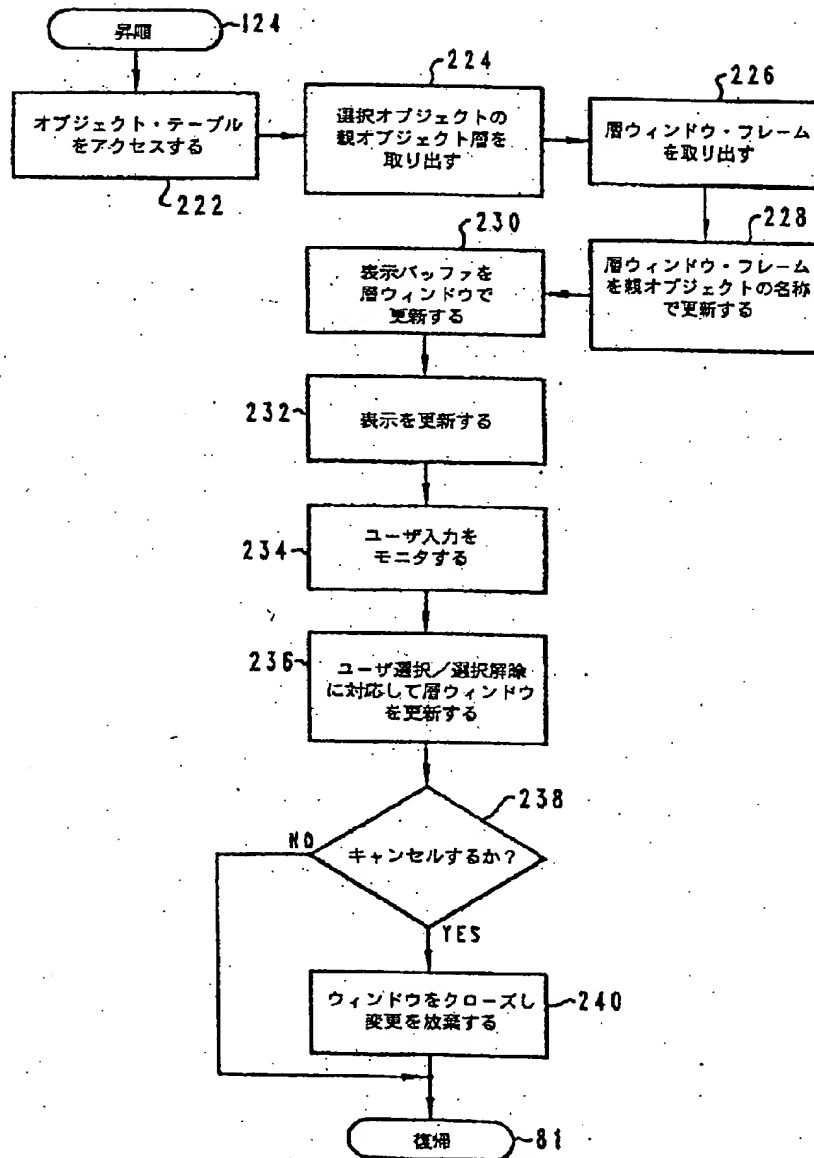 昇順
124
オブジェクト・テーブル
をアクセスする
222
224
選択オブジェクトの
親オブジェクト層を
取り出す
226
層ウィンドウ・フレーム
を取り出す
228
層ウィンドウ・フレーム
を親オブジェクトの名称
で更新する
230
表示バッファを
層ウィンドウで
更新する
232
表示を更新する
234
ユーザ入力を
モニタする
236
ユーザ選択/選択解除
に対応して層ウィンドウ
を更新する
238
NO
キャンセルするか?
YES
ウィンドウをクローズし
変更を放棄する
240
復帰
81